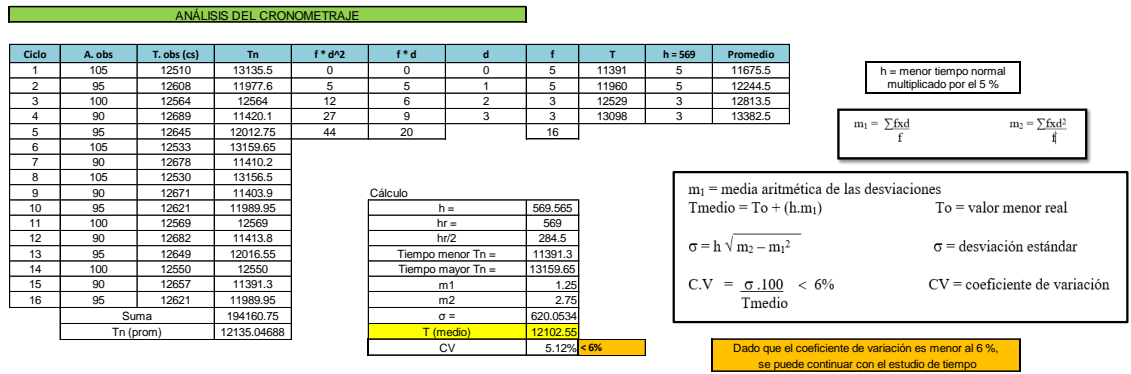 ANÁLISIS DEL CRONOMETRAJE
Ciclo A. obs T. obs (cs) Tn f * d^2 f * d d f T h = 569 Promedio
1 105 12510 13135.5 0 0 0 5 11391 5 11675.5
2 95 12608 11977.6 5 5 1 5 11960 5 12244.5
3 100 12564 12564 12 6 2 3 12529 3 12813.5
4 90 12689 11420.1 27 9 3 3 13098 3 13382.5
5 95 12645 12012.75 44 20 16
6 105 12533 13159.65
7 90 12678 11410.2
8 105 12530 13156.5
9 90 12671 11403.9
10 95 12621 11989.95
11 100 12569 12569
12 90 12682 11413.8
13 95 12649 12016.55
14 100 12550 12550
15 90 12657 11391.3
16 95 12621 11989.95
Suma 194160.75
Tn (prom) 12135.04688
Cálculo
h = 569.565
hr = 569
hr/2 284.5
Tiempo menor Tn = 11391.3
Tiempo mayor Tn = 13159.65
m1 1.25
m2 2.75
σ = 620.0534
T (medio) 12102.55
CV 5.12% < 6%
h = menor tiempo normal
multiplicado por el 5 %
m₁ = ∑fxd m₂ = ∑fxd²
f f
m₁ = media aritmética de las desviaciones
Tmedio = To + (h.m₁) To = valor menor real
σ = h √ m₂ – m₁² σ = desviación estándar
C.V = σ .100 < 6% CV = coeficiente de variación
Tmedio
Dado que el coeficiente de variación es menor al 6 %,
se puede continuar con el estudio de tiempo